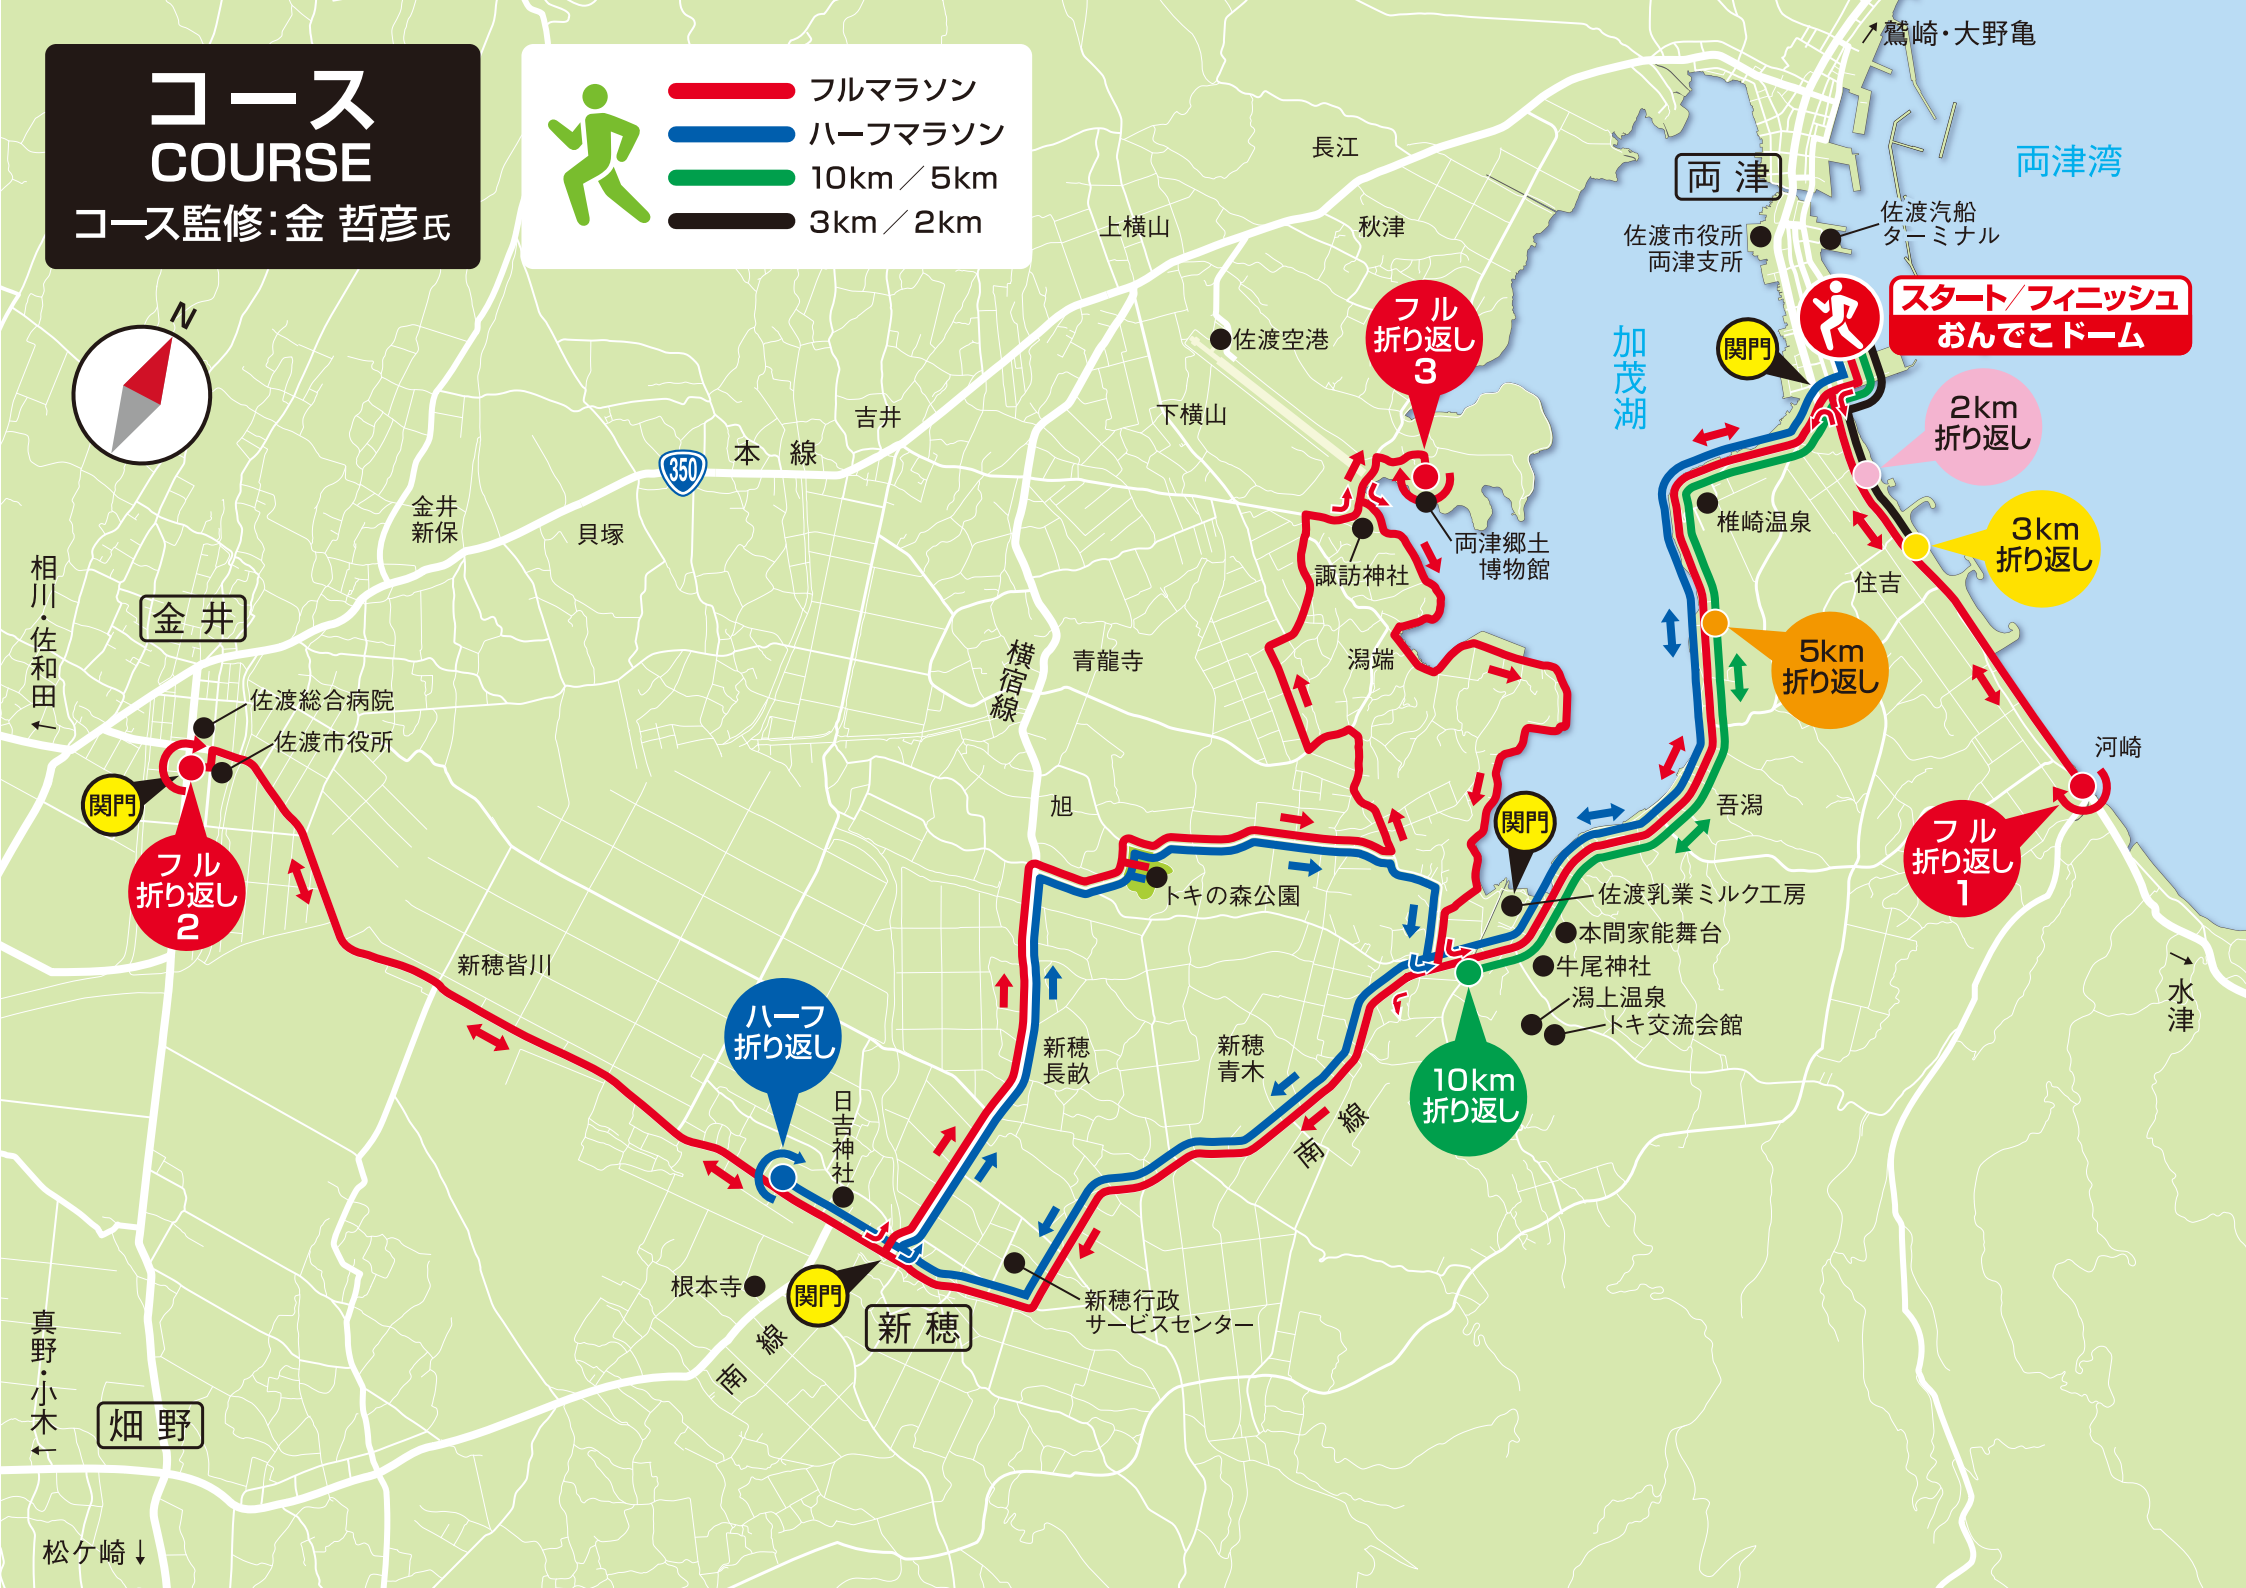 コース
COURSE
コース監修：金 哲彦氏
フルマラソン
ハーフマラソン
10km／5km
3km／2km
N
鷲崎・大野亀
両津湾
両津
佐渡汽船
ターミナル
佐渡市役所
両津支所
スタート／フィニッシュ
おんでこドーム
関門
加茂湖
長江
秋津
上横山
佐渡空港
フル
折り返し
3
下横山
吉井
本線
350
金井
新保
貝塚
2km
折り返し
椎崎温泉
3km
折り返し
住吉
両津郷土
博物館
諏訪神社
潟端
青龍寺
横宿線
5km
折り返し
相川・佐和田
←
金井
佐渡総合病院
佐渡市役所
関門
フル
折り返し
2
旭
トキの森公園
関門
吾潟
河崎
フル
折り返し
1
佐渡乳業ミルク工房
本間家能舞台
牛尾神社
潟上温泉
トキ交流会館
→
水津
新穂皆川
ハーフ
折り返し
新穂
長畝
新穂
青木
10km
折り返し
南線
日吉神社
根本寺
関門
新穂
新穂行政
サービスセンター
南線
真野・小木
←
畑野
松ケ崎↓